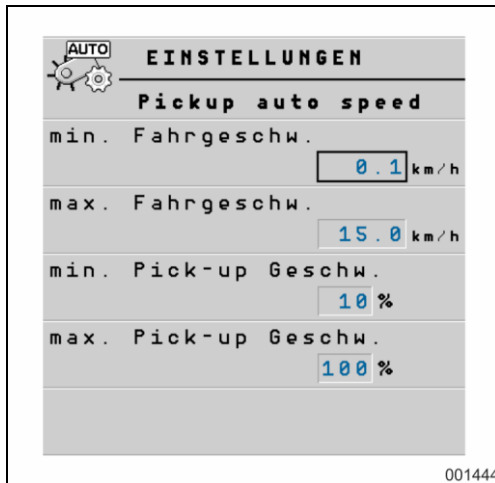 AUTO
EINSTELLUNGEN
Pickup auto speed
min. Fahrgeschw.
0.1 km/h
max. Fahrgeschw.
15.0 km/h
min. Pick-up Geschw.
10 %
max. Pick-up Geschw.
100 %
001444